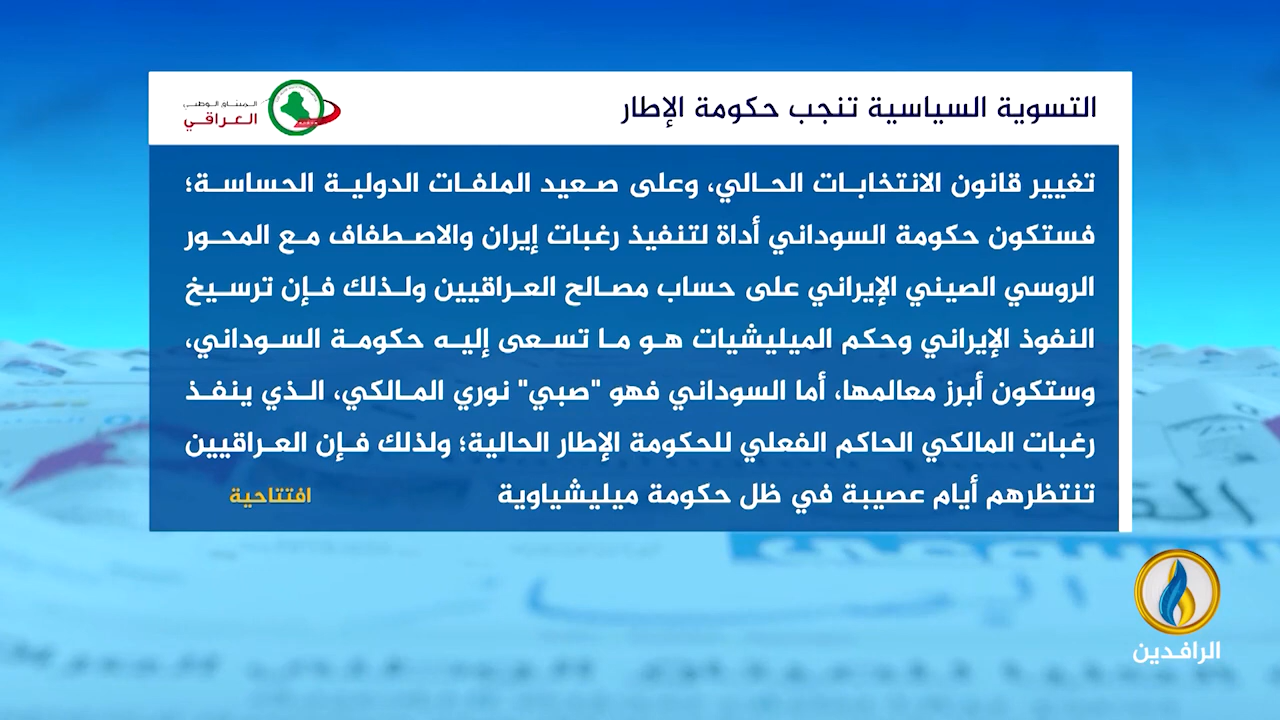 التسوية السياسية تنجب حكومة الإطار
الميثاق الوطني
العراقي
تغيير قانون الانتخابات الحالي، وعلى صعيد الملفات الدولية الحساسة؛
فستكون حكومة السوداني أداة لتنفيذ رغبات إيران والاصطفاف مع المحور
الروسي الصيني الإيراني على حساب مصالح العراقيين ولذلك فإن ترسيخ
النفوذ الإيراني وحكم الميليشيات هو ما تسعى إليه حكومة السوداني،
وستكون أبرز معالمها، أما السوداني فهو "صبي" نوري المالكي، الذي ينفذ
رغبات المالكي الحاكم الفعلي للحكومة الإطار الحالية؛ ولذلك فإن العراقيين
تنتظرهم أيام عصيبة في ظل حكومة ميليشياوية
افتتاحية
الرافدين